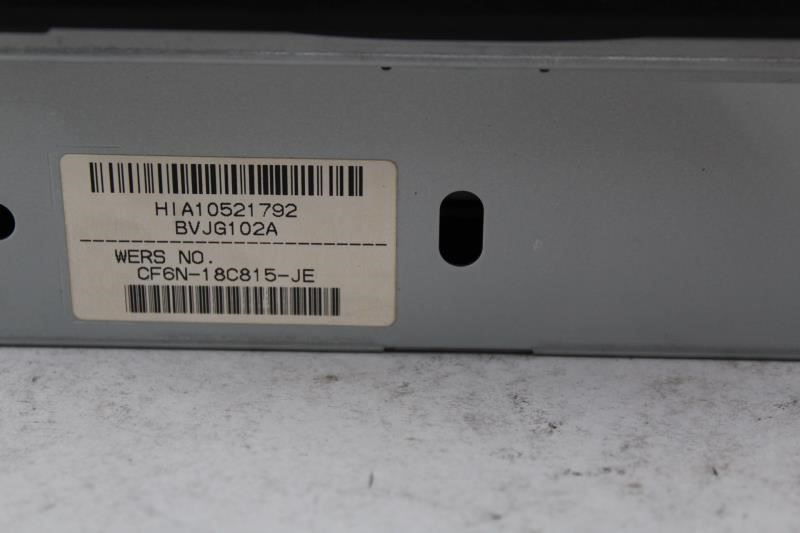 HIA10521792
BVJG102A
WERS NO.
CF6N-18C815-JE